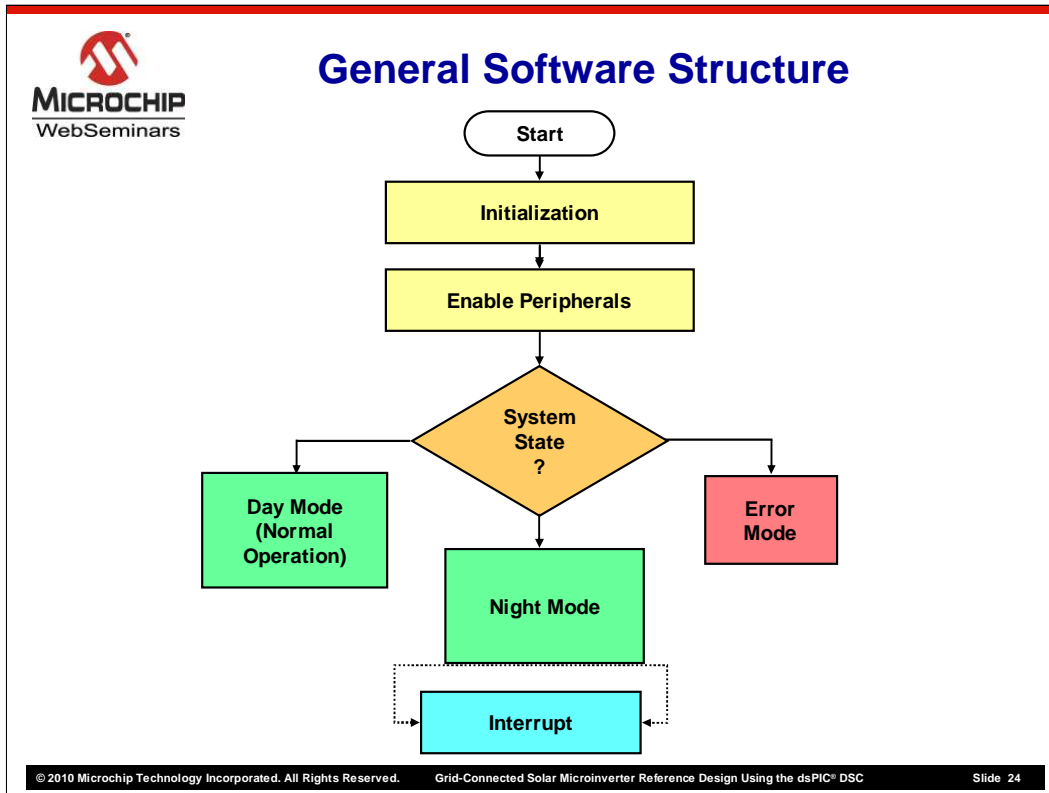 MICROCHIP
WebSeminars
General Software Structure
Start
Initialization
Enable Peripherals
System
State
?
Day Mode
(Normal
Operation)
Error
Mode
Night Mode
Interrupt
© 2010 Microchip Technology Incorporated. All Rights Reserved. Grid-Connected Solar Microinverter Reference Design Using the dsPIC® DSC Slide 24